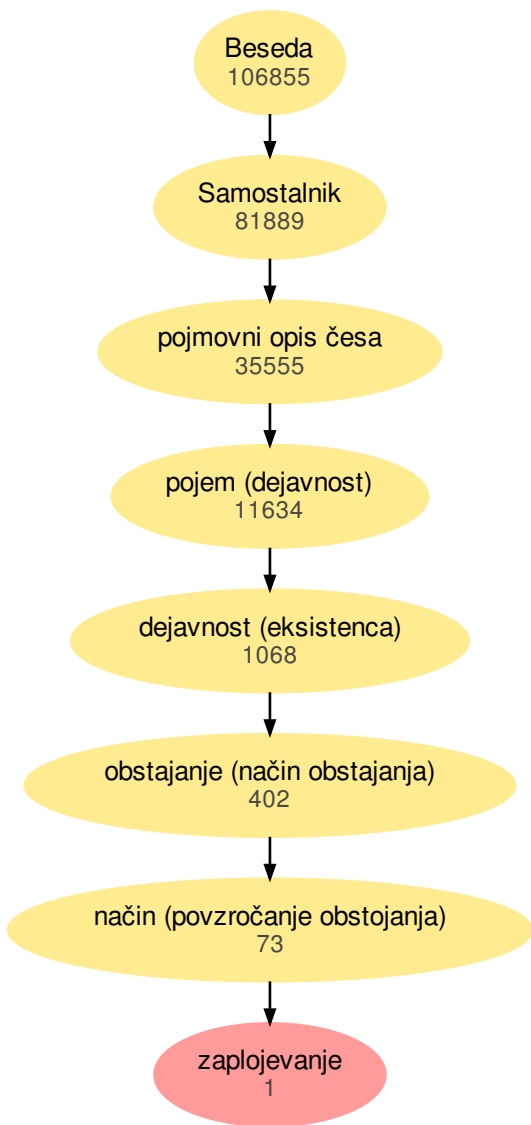 Beseda
106855
Samostalnik
81889
pojmovni opis česa
35555
pojem (dejavnost)
11634
dejavnost (eksistenca)
1068
obstajanje (način obstajanja)
402
način (povzročanje obstojanja)
73
zaplojevanje
1